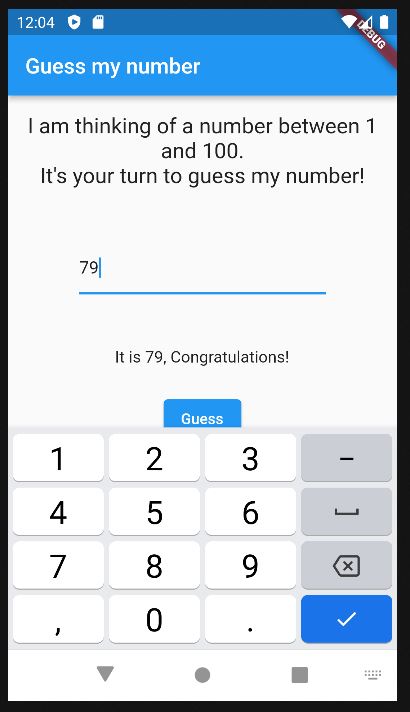 12:04
DEBUG
Guess my number
I am thinking of a number between 1
and 100.
It's your turn to guess my number!
79
It is 79, Congratulations!
Guess
1 2 3 –
4 5 6
7 8 9
, 0 .